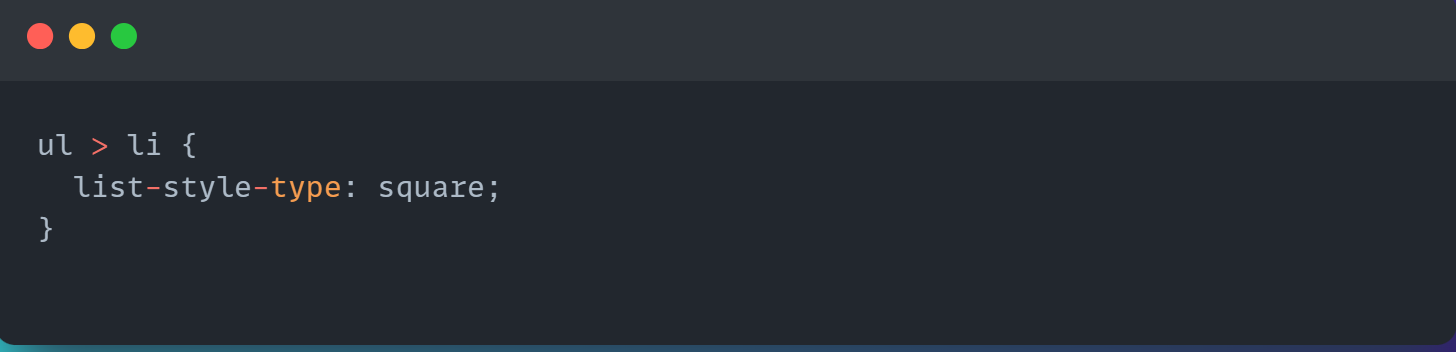 ul > li {
  list-style-type: square;
}